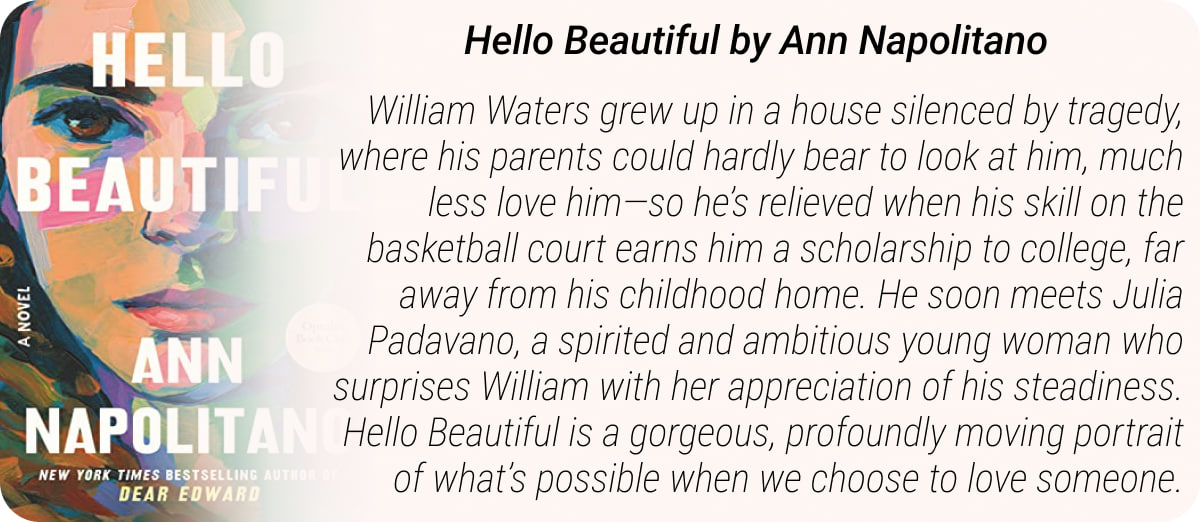 HELLO
BEAUTIFUL
A NOVEL
ANN
NAPOLITANO
NEW YORK TIMES BESTSELLING AUTHOR OF
DEAR EDWARD
Hello Beautiful by Ann Napolitano
William Waters grew up in a house silenced by tragedy,
where his parents could hardly bear to look at him, much
less love him—so he’s relieved when his skill on the
basketball court earns him a scholarship to college, far
away from his childhood home. He soon meets Julia
Padavano, a spirited and ambitious young woman who
surprises William with her appreciation of his steadiness.
Hello Beautiful is a gorgeous, profoundly moving portrait
of what’s possible when we choose to love someone.